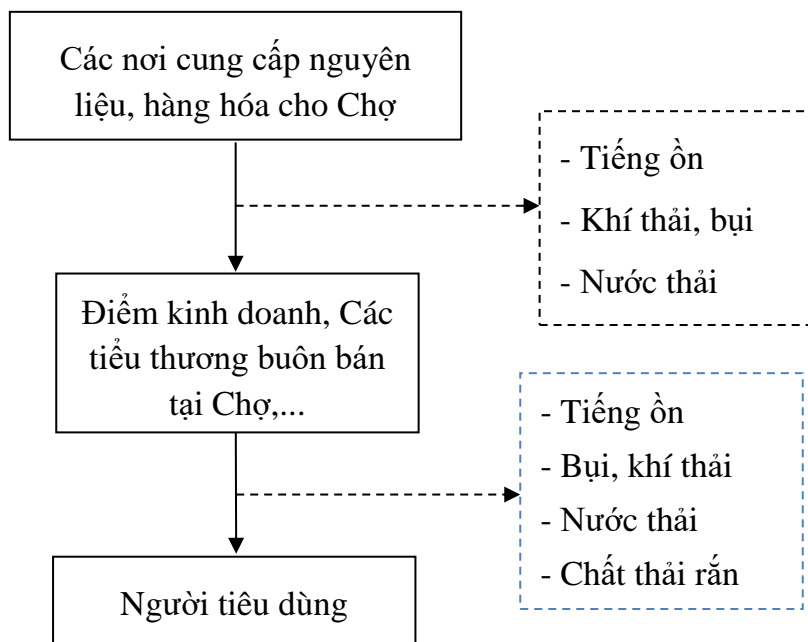 Các nơi cung cấp nguyên
liệu, hàng hóa cho Chợ
- Tiếng ồn
- Khí thải, bụi
- Nước thải
Điểm kinh doanh, Các
tiểu thương buôn bán
tại Chợ,...
- Tiếng ồn
- Bụi, khí thải
- Nước thải
- Chất thải rắn
Người tiêu dùng